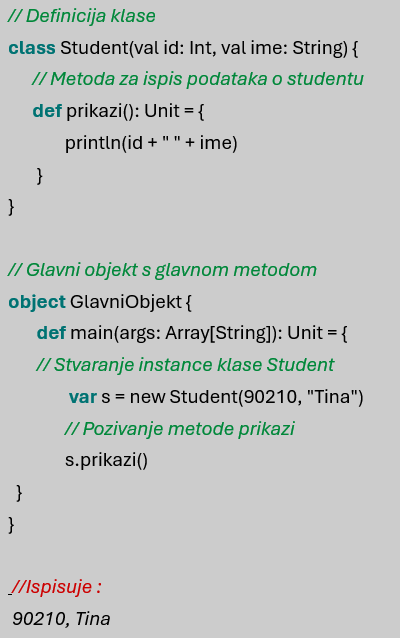 // Definicija klase
class Student(val id: Int, val ime: String) {
// Metoda za ispis podataka o studentu
def prikazi(): Unit = {
println(id + " " + ime)
}
}
// Glavni objekt s glavnom metodom
object GlavniObjekt {
def main(args: Array[String]): Unit = {
// Stvaranje instance klase Student
var s = new Student(90210, "Tina")
// Pozivanje metode prikazi
s.prikazi()
}
}
//Ispisuje :
90210, Tina